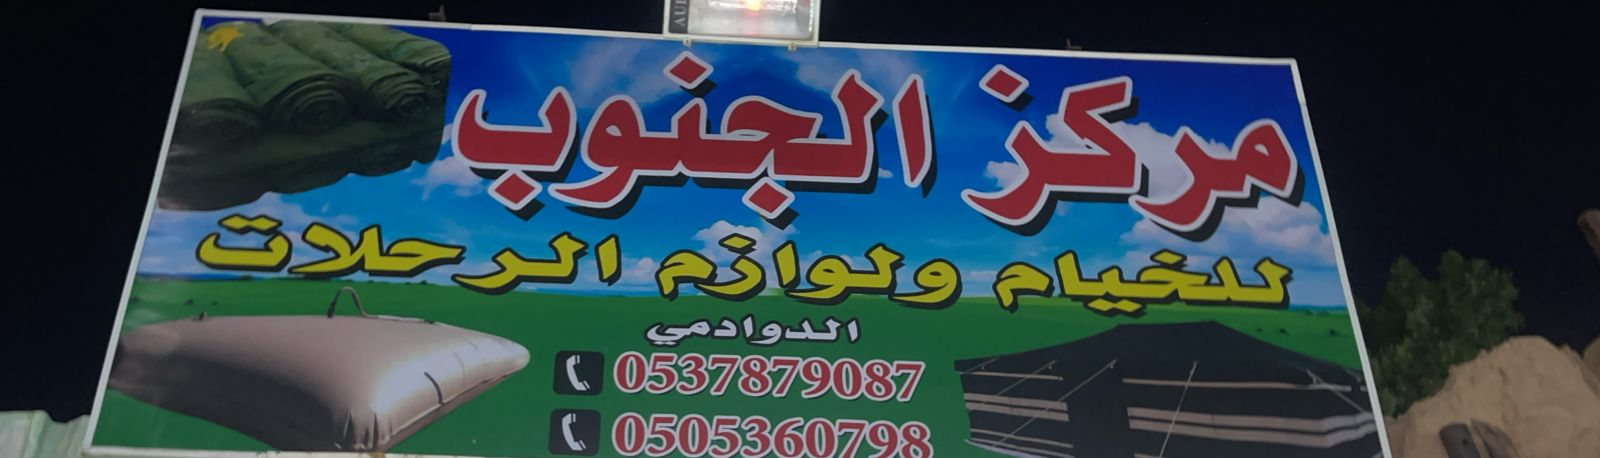 مركز الجنوب
للخيام ولوازم الرحلات
الدوادمي
0537879087
0505360798